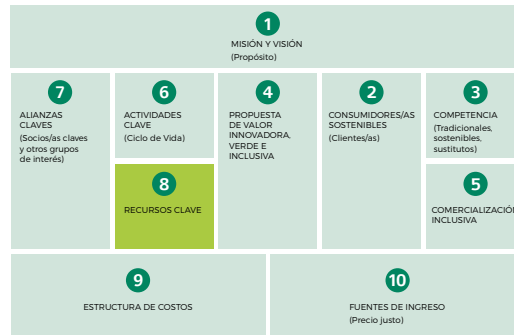 1
MISIÓN Y VISIÓN
(Propósito)
7
ALIANZAS
CLAVES
(Socios/as claves
y otros grupos
de interés)
6
ACTIVIDADES
CLAVE
(Ciclo de Vida)
8
RECURSOS CLAVE
4
PROPUESTA
DE VALOR
INNOVADORA,
VERDE E
INCLUSIVA
2
CONSUMIDORES/AS
SOSTENIBLES
(Clientes/as)
3
COMPETENCIA
(Tradicionales,
sostenibles,
sustitutos)
5
COMERCIALIZACIÓN
INCLUSIVA
9
ESTRUCTURA DE COSTOS
10
FUENTES DE INGRESO
(Precio justo)